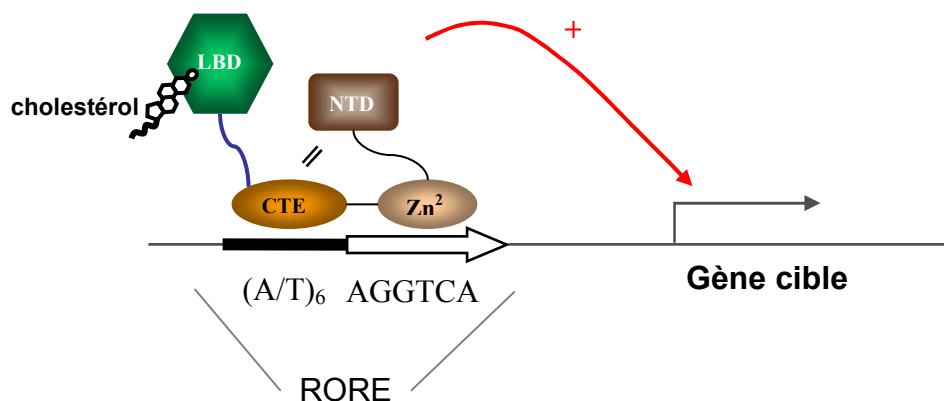 +
LBD
cholestérol
NTD
CTE
Zn²
(A/T)₆ AGGTCA
Gène cible
RORE